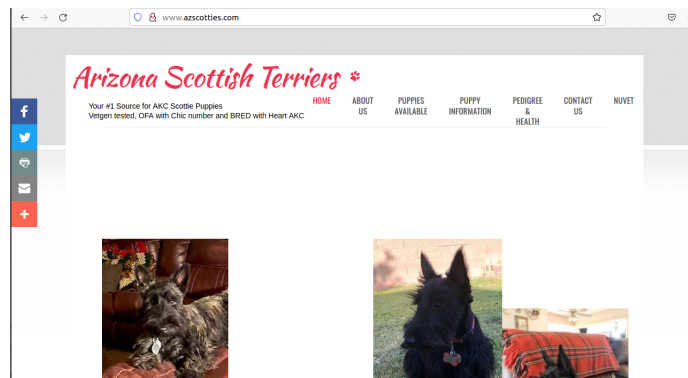 www.azscotties.com
Arizona Scottish Terriers
Your #1 Source for AKC Scottie Puppies
Vetgen tested, OFA with Chic number and BRED with Heart AKC
HOME
ABOUT
US
PUPPIES
AVAILABLE
PUPPY
INFORMATION
PEDIGREE
&
HEALTH
CONTACT
US
NUVET